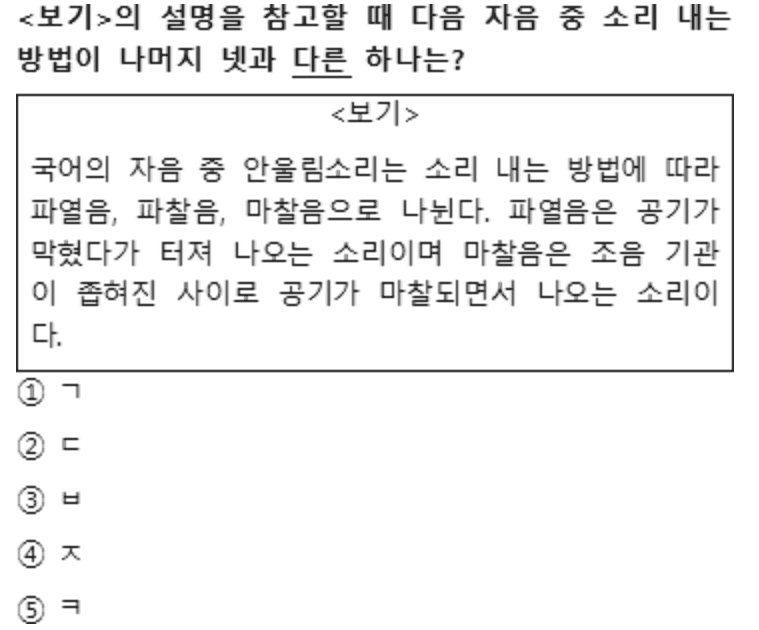 <보기>의 설명을 참고할 때 다음 자음 중 소리 내는
방법이 나머지 넷과 다른 하나는?
<보기>
국어의 자음 중 안울림소리는 소리 내는 방법에 따라
파열음, 파찰음, 마찰음으로 나뉜다. 파열음은 공기가
막혔다가 터져 나오는 소리이며 마찰음은 조음 기관
이 좁혀진 사이로 공기가 마찰되면서 나오는 소리이
다.
① ㄱ
② ㄷ
③ ㅂ
④ ㅈ
⑤ ㅋ